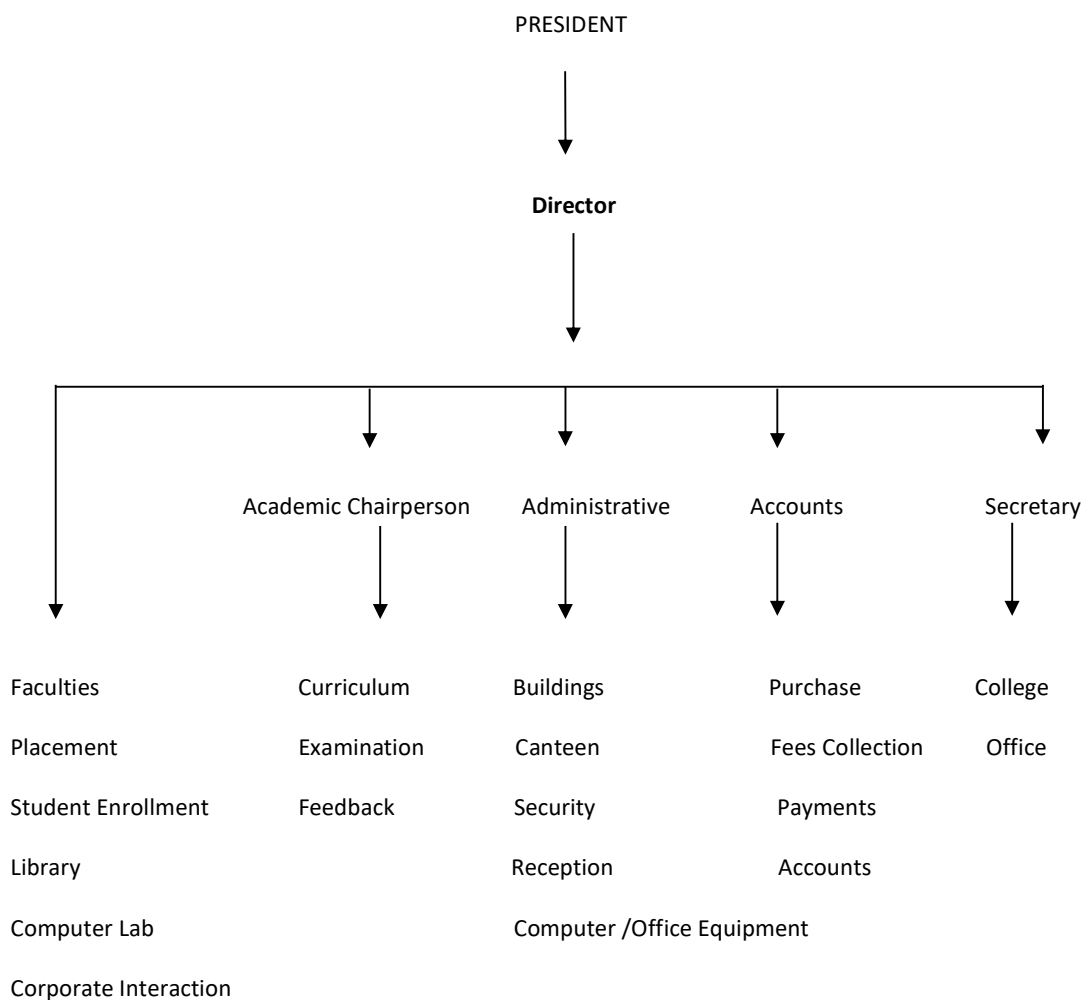 PRESIDENT
Director
Academic Chairperson Administrative Accounts Secretary
Faculties Curriculum Buildings Purchase College
Placement Examination Canteen Fees Collection Office
Student Enrollment Feedback Security Payments
Library Reception Accounts
Computer Lab Computer /Office Equipment
Corporate Interaction